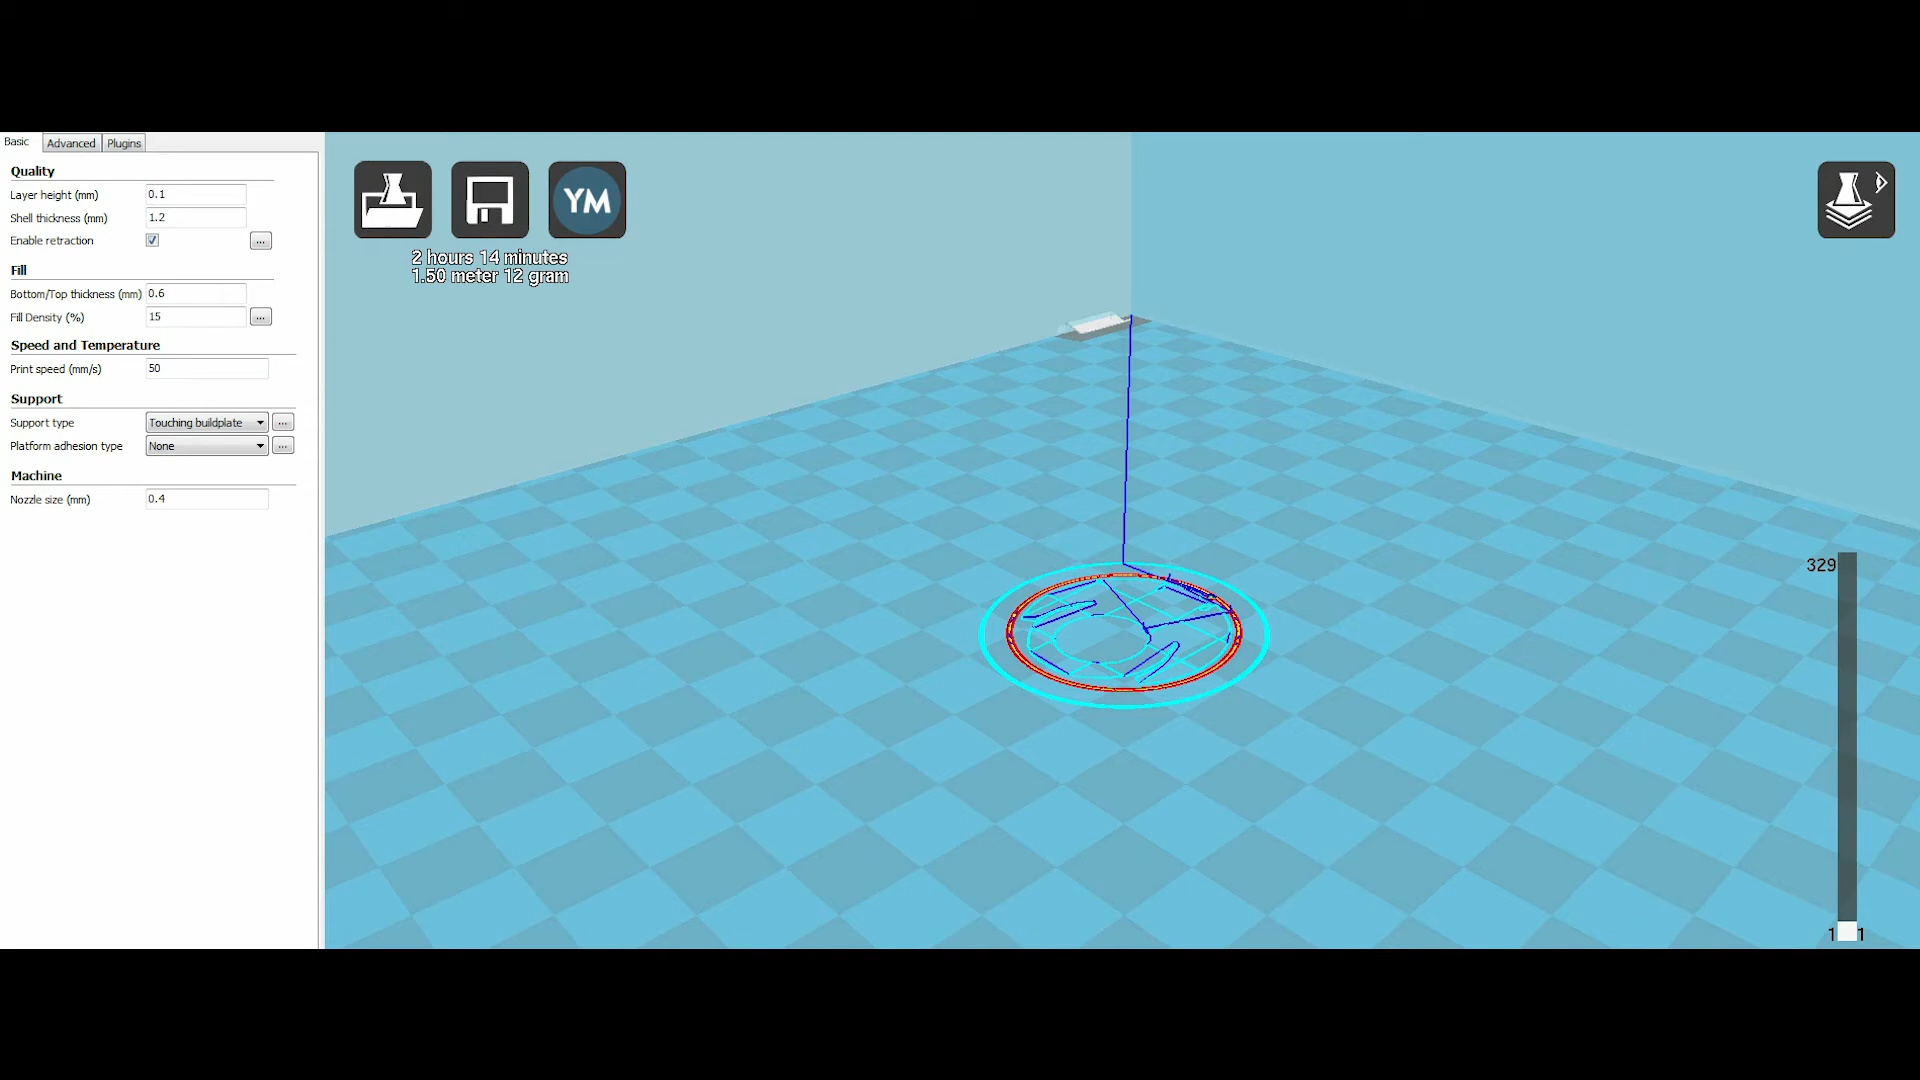 Basic Advanced Plugins
Quality
Layer height (mm) 0.1
Shell thickness (mm) 1.2
Enable retraction ...
Fill
Bottom/Top thickness (mm) 0.6
Fill Density (%) 15 ...
Speed and Temperature
Print speed (mm/s) 50
Support
Support type Touching buildplate ...
Platform adhesion type None ...
Machine
Nozzle size (mm) 0.4
YM
2 hours 14 minutes
1.50 meter 12 gram
329
1 1